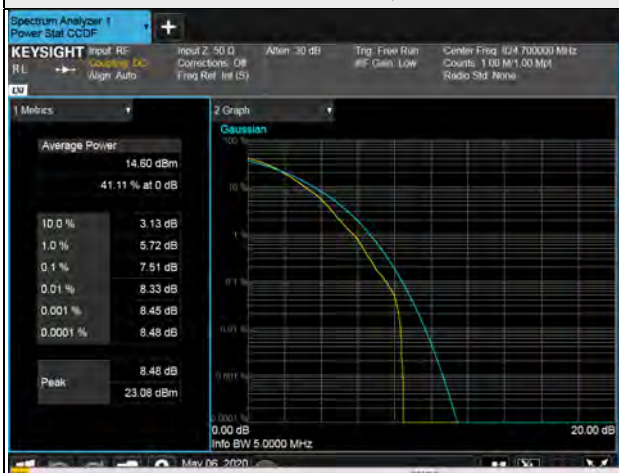 Spectrum Analyzer 1
Power Stat CCDF
+
KEYSIGHT
RL
Input: RF
Coupling: DC
Align: Auto
Input Z: 50 Ω
Corrections: Off
Freq Ref: Int (S)
Atten: 30 dB
Trig: Free Run
#IF Gain: Low
Center Freq: 824.700000 MHz
Counts: 1.00 M/1.00 Mpt
Radio Std: None
1 Metrics
Average Power
14.60 dBm
41.11 % at 0 dB
10.0 % 3.13 dB
1.0 % 5.72 dB
0.1 % 7.51 dB
0.01 % 8.33 dB
0.001 % 8.45 dB
0.0001 % 8.48 dB
Peak 8.48 dB
23.08 dBm
2 Graph
Gaussian
100 %
10 %
1 %
0.1 %
0.01 %
0.001 %
0.0001 %
0.00 dB 20.00 dB
Info BW 5.0000 MHz
May 06, 2020